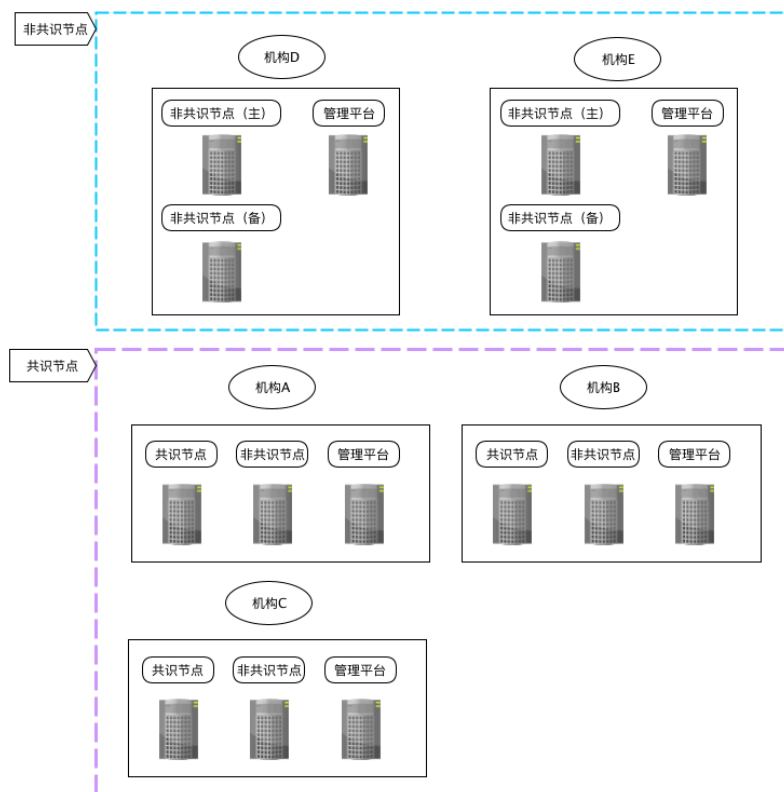 非共识节点
机构D
机构E
非共识节点（主）
管理平台
非共识节点（主）
管理平台
非共识节点（备）
非共识节点（备）
共识节点
机构A
机构B
共识节点
非共识节点
管理平台
共识节点
非共识节点
管理平台
机构C
共识节点
非共识节点
管理平台